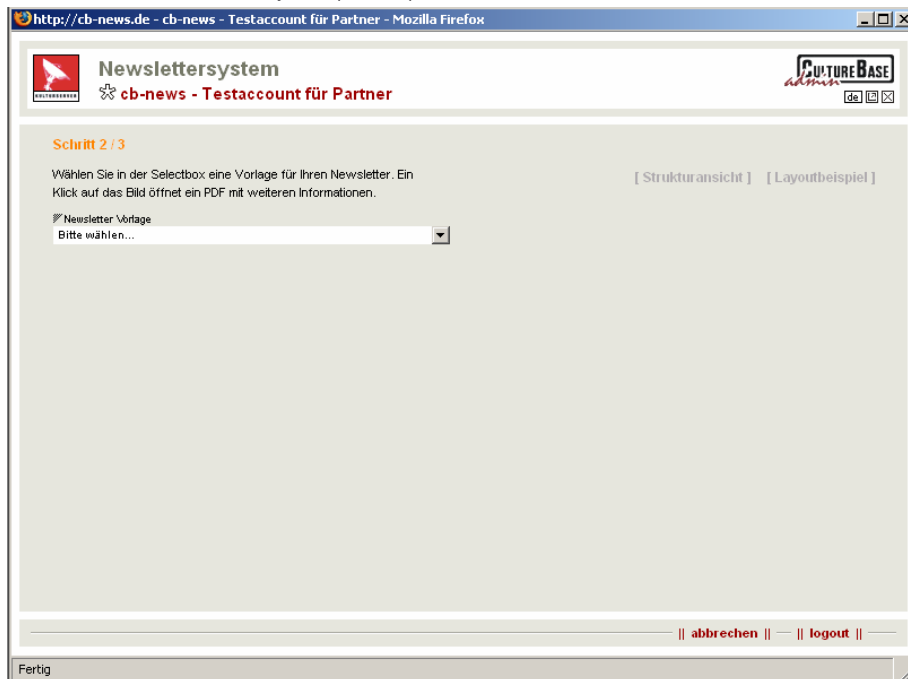 http://cb-news.de - cb-news - Testaccount für Partner - Mozilla Firefox
Newslettersystem
cb-news - Testaccount für Partner
KULTURSERVER
CULTUREBASE
admin
de
Schritt 2 / 3
Wählen Sie in der Selectbox eine Vorlage für Ihren Newsletter. Ein
Klick auf das Bild öffnet ein PDF mit weiteren Informationen.
[ Strukturansicht ] [ Layoutbeispiel ]
Newsletter Vorlage
Bitte wählen...
|| abbrechen || — || logout ||
Fertig